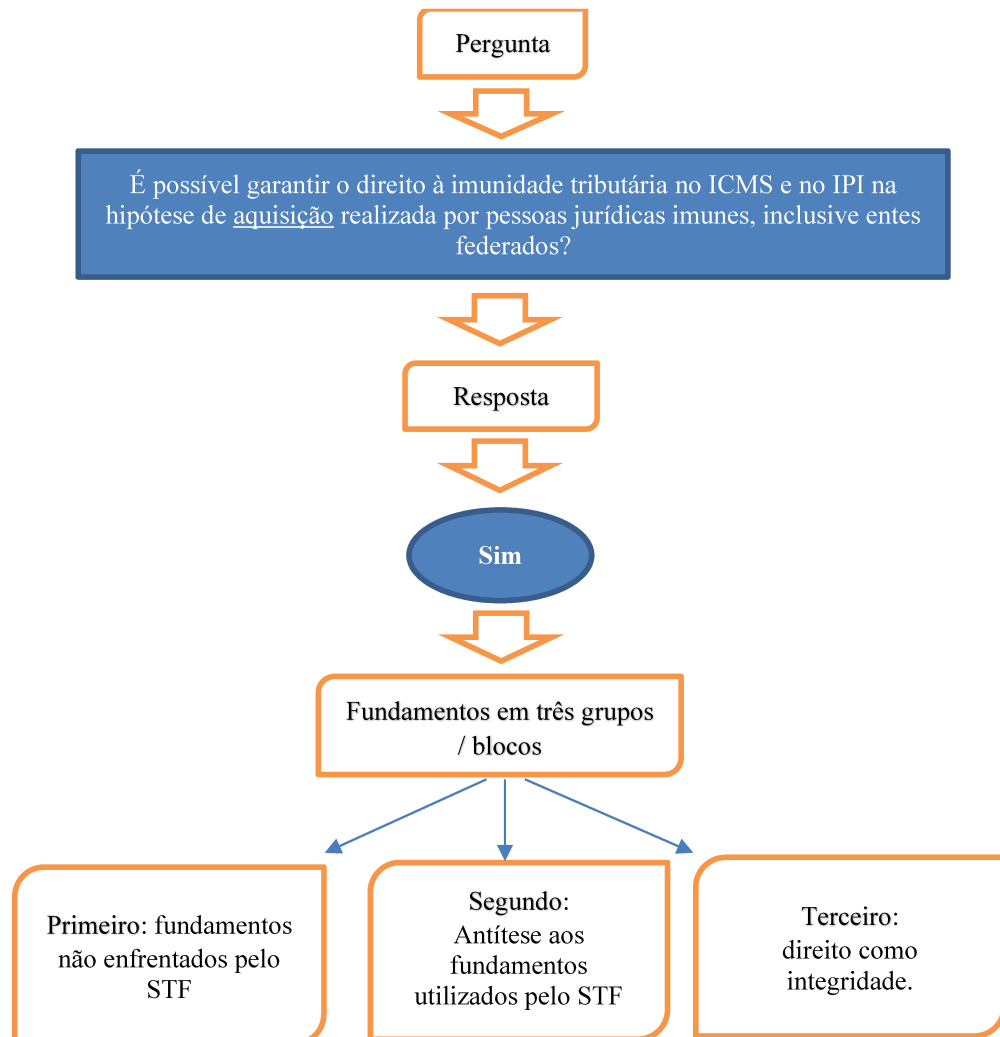 Pergunta
É possível garantir o direito à imunidade tributária no ICMS e no IPI na
hipótese de aquisição realizada por pessoas jurídicas imunes, inclusive entes
federados?
Resposta
Sim
Fundamentos em três grupos
/ blocos
Primeiro: fundamentos
não enfrentados pelo
STF
Segundo:
Antítese aos
fundamentos
utilizados pelo STF
Terceiro:
direito como
integridade.